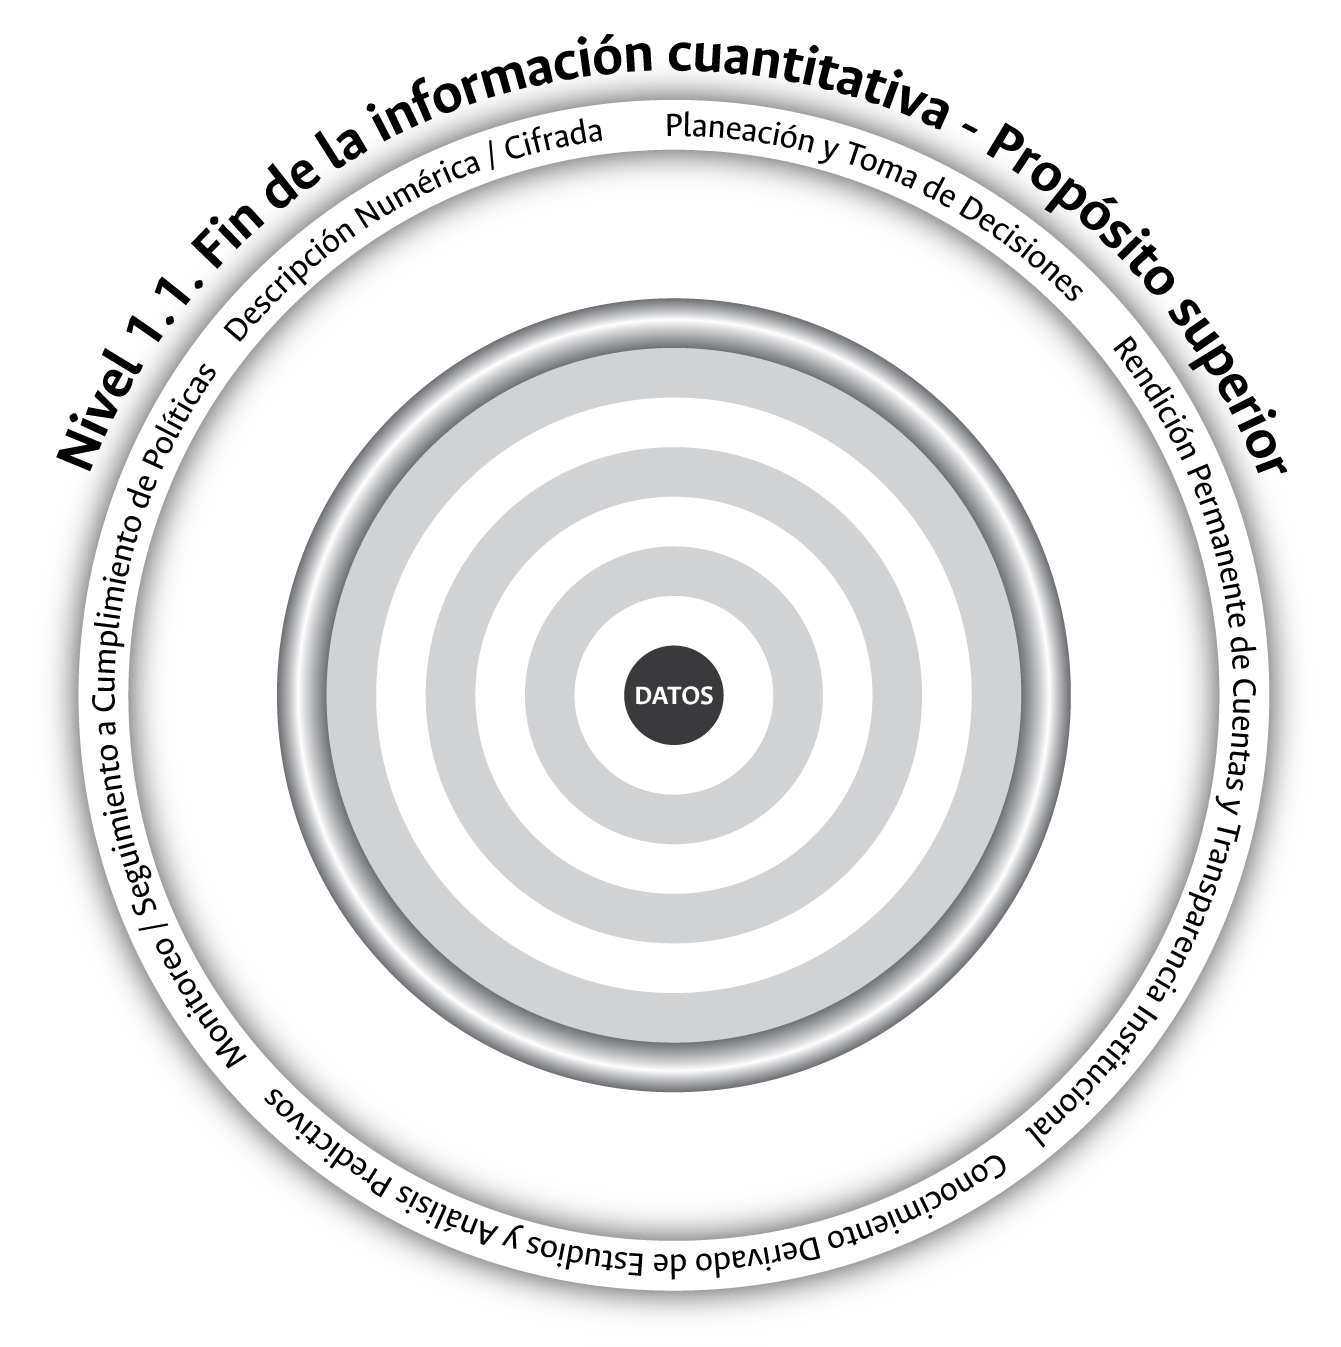 Nivel 1.1. Fin de la información cuantitativa - Propósito superior
Descripción Numérica / Cifrada
Planeación y Toma de Decisiones
Rendición Permanente de Cuentas y Transparencia Institucional
Conocimiento Derivado de Estudios y Análisis Predictivos
Monitoreo / Seguimiento a Cumplimiento de Políticas
DATOS